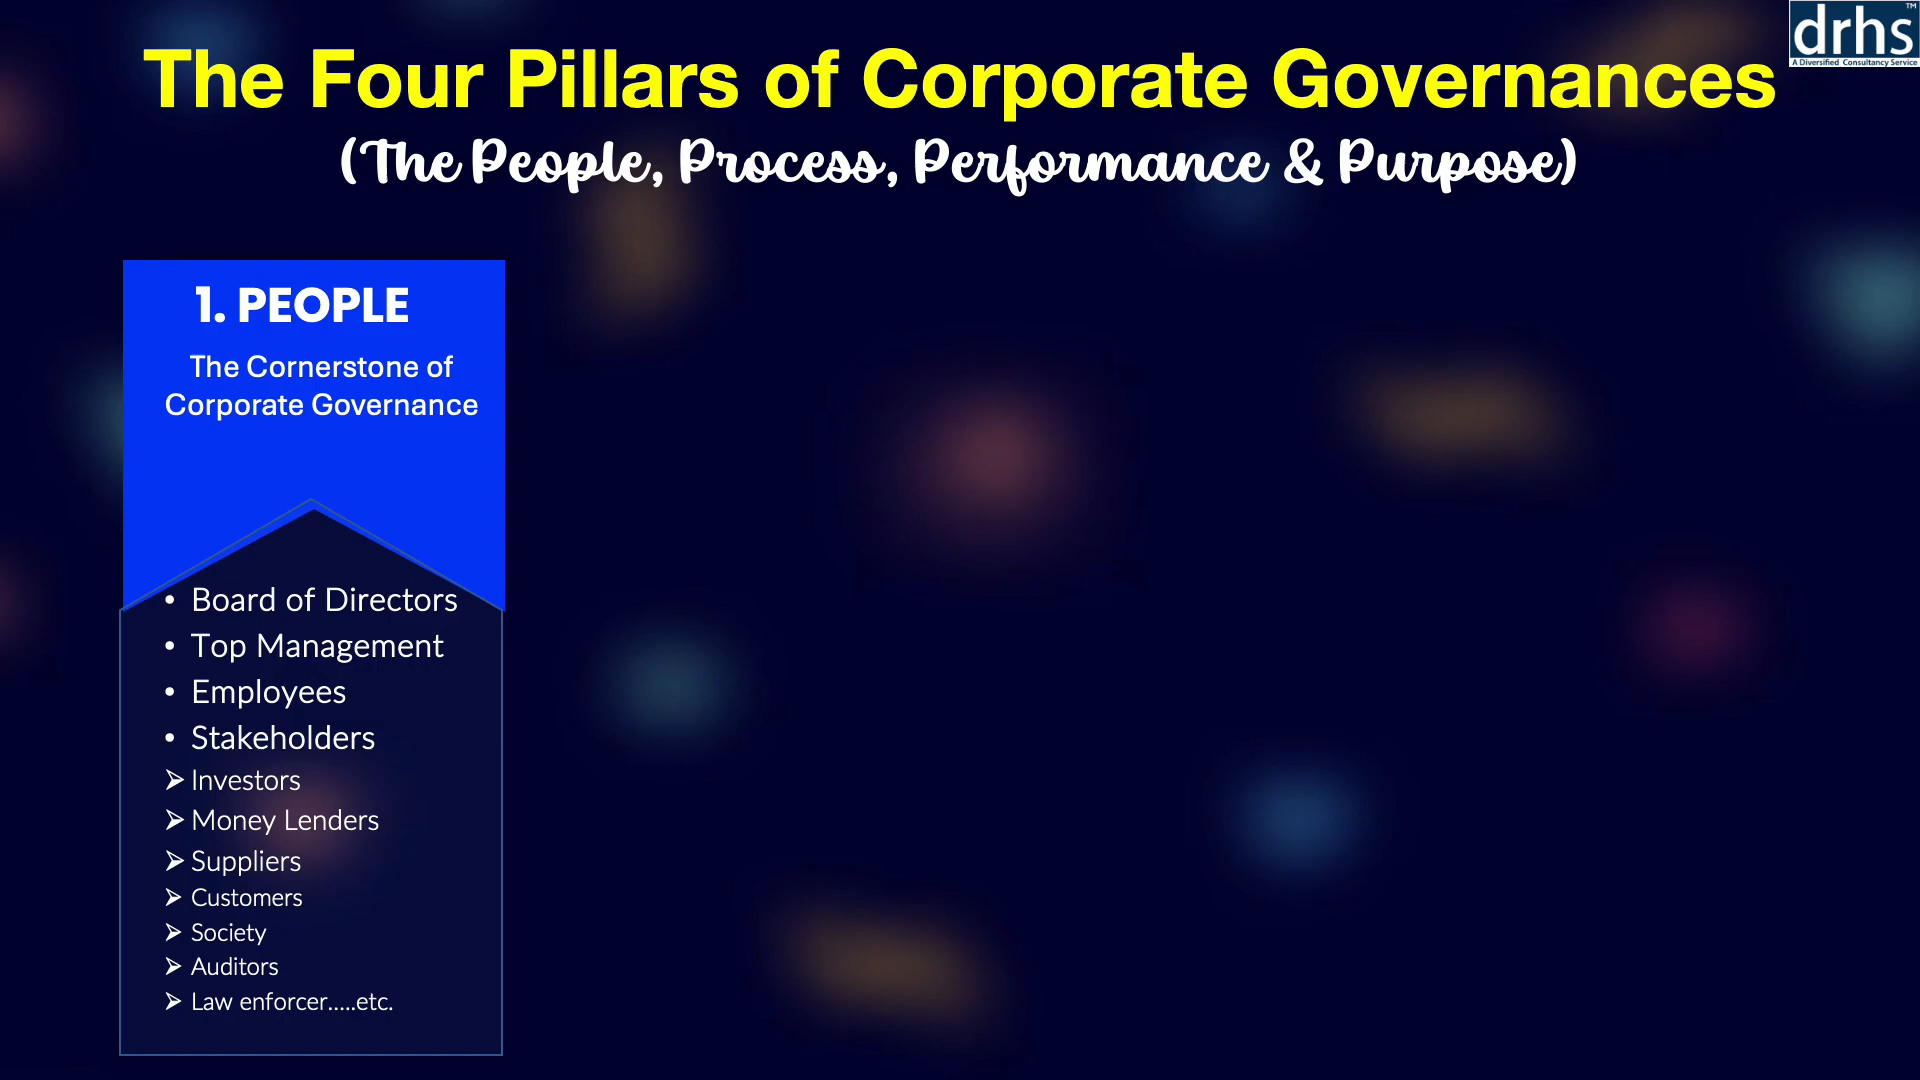 drhs™
A Diversified Consultancy Service
The Four Pillars of Corporate Governances
(The People, Process, Performance & Purpose)
1. PEOPLE
The Cornerstone of
Corporate Governance
• Board of Directors
• Top Management
• Employees
• Stakeholders
➢ Investors
➢ Money Lenders
➢ Suppliers
➢ Customers
➢ Society
➢ Auditors
➢ Law enforcer.....etc.